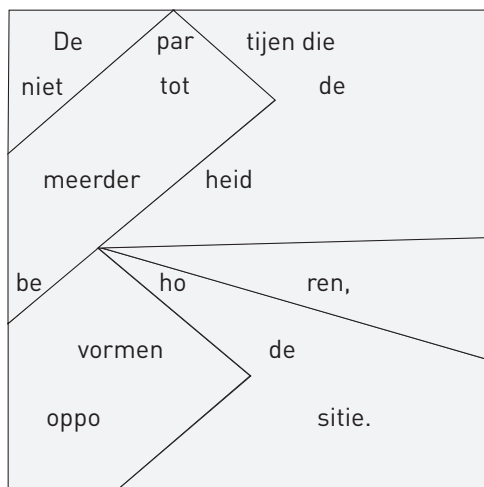 De par tijen die
niet tot de
meerder heid
be ho ren,
vormen de
oppo sitie.